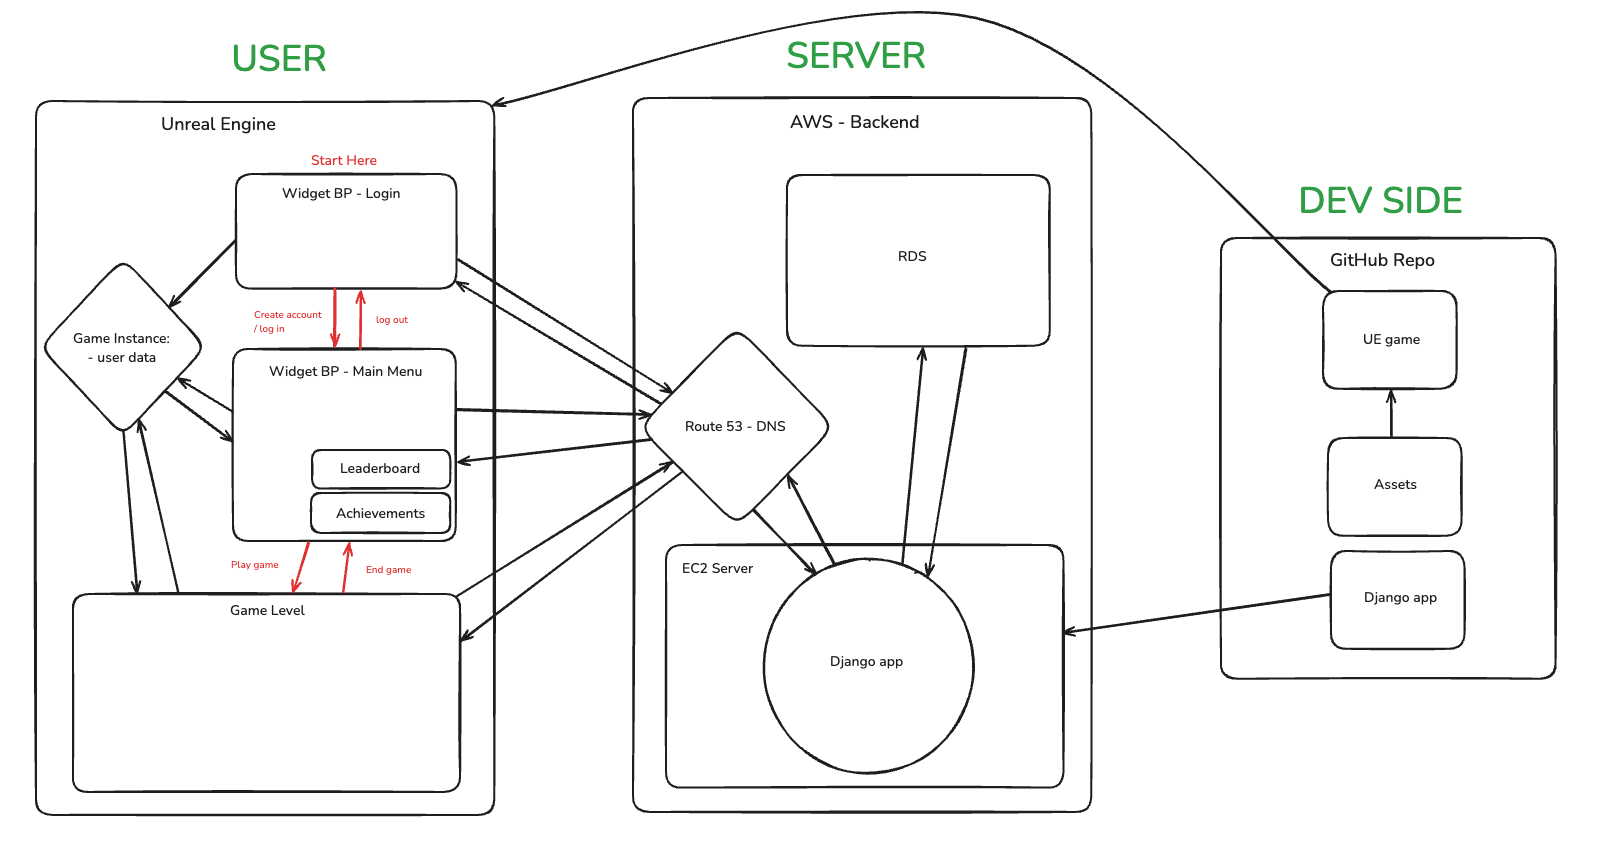 USER
Unreal Engine
Start Here
Widget BP - Login
Create account
/ log in
log out
Game Instance:
- user data
Widget BP - Main Menu
Leaderboard
Achievements
Play game
End game
Game Level
SERVER
AWS - Backend
RDS
Route 53 - DNS
EC2 Server
Django app
DEV SIDE
GitHub Repo
UE game
Assets
Django app